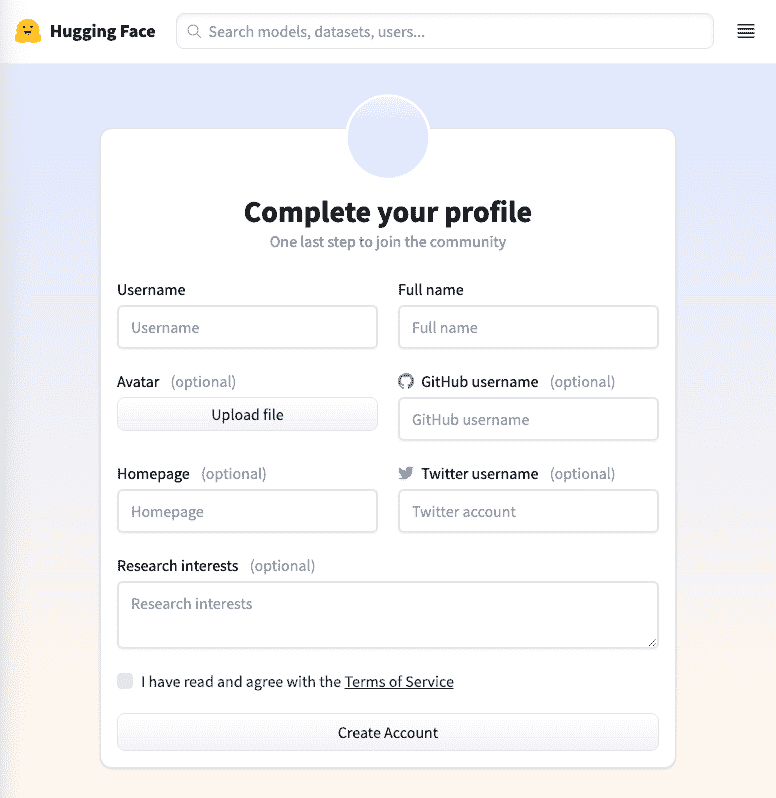 Hugging Face Search models, datasets, users...
Complete your profile
One last step to join the community
Username Full name
Username Full name
Avatar (optional) GitHub username (optional)
Upload file GitHub username
Homepage (optional) Twitter username (optional)
Homepage Twitter account
Research interests (optional)
Research interests
I have read and agree with the Terms of Service
Create Account